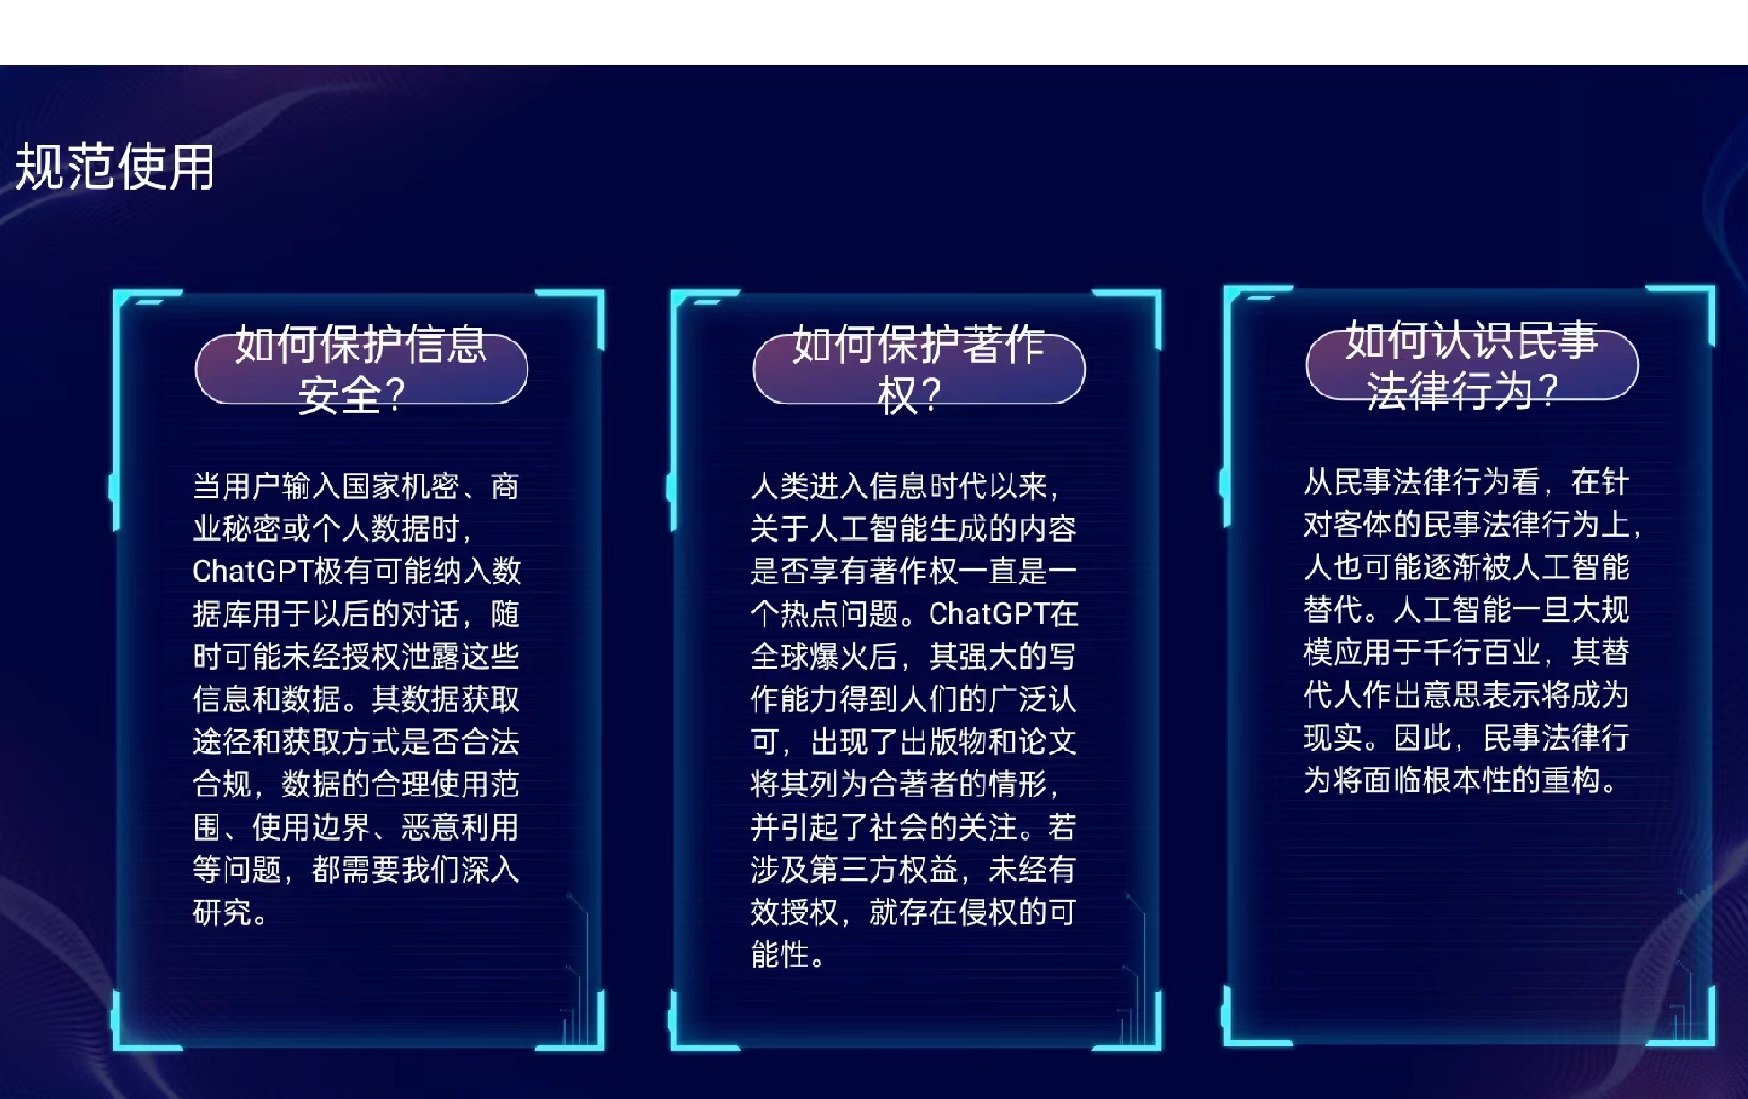 规范使用
如何保护信息
安全？
当用户输入国家机密、商
业秘密或个人数据时，
ChatGPT极有可能纳入数
据库用于以后的对话，随
时可能未经授权泄露这些
信息和数据。其数据获取
途径和获取方式是否合法
合规，数据的合理使用范
围、使用边界、恶意利用
等问题，都需要我们深入
研究。
如何保护著作
权？
人类进入信息时代以来，
关于人工智能生成的内容
是否享有著作权一直是一
个热点问题。ChatGPT在
全球爆火后，其强大的写
作能力得到人们的广泛认
可，出现了出版物和论文
将其列为合著者的情形，
并引起了社会的关注。若
涉及第三方权益，未经有
效授权，就存在侵权的可
能性。
如何认识民事
法律行为？
从民事法律行为看，在针
对客体的民事法律行为上，
人也可能逐渐被人工智能
替代。人工智能一旦大规
模应用于千行百业，其替
代人作出意思表示将成为
现实。因此，民事法律行
为将面临根本性的重构。